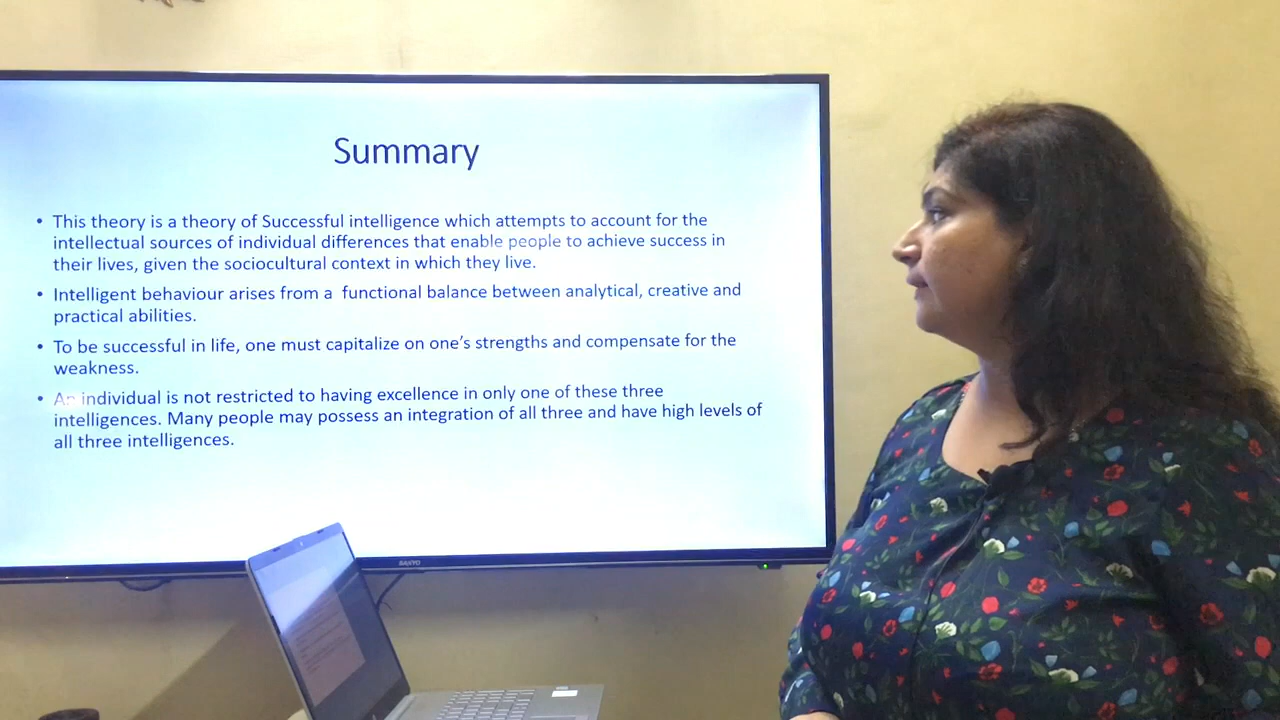 Summary
• This theory is a theory of Successful intelligence which attempts to account for the
intellectual sources of individual differences that enable people to achieve success in
their lives, given the sociocultural context in which they live.
• Intelligent behaviour arises from a functional balance between analytical, creative and
practical abilities.
• To be successful in life, one must capitalize on one's strengths and compensate for the
weakness.
• An individual is not restricted to having excellence in only one of these three
intelligences. Many people may possess an integration of all three and have high levels of
all three intelligences.
SANYO